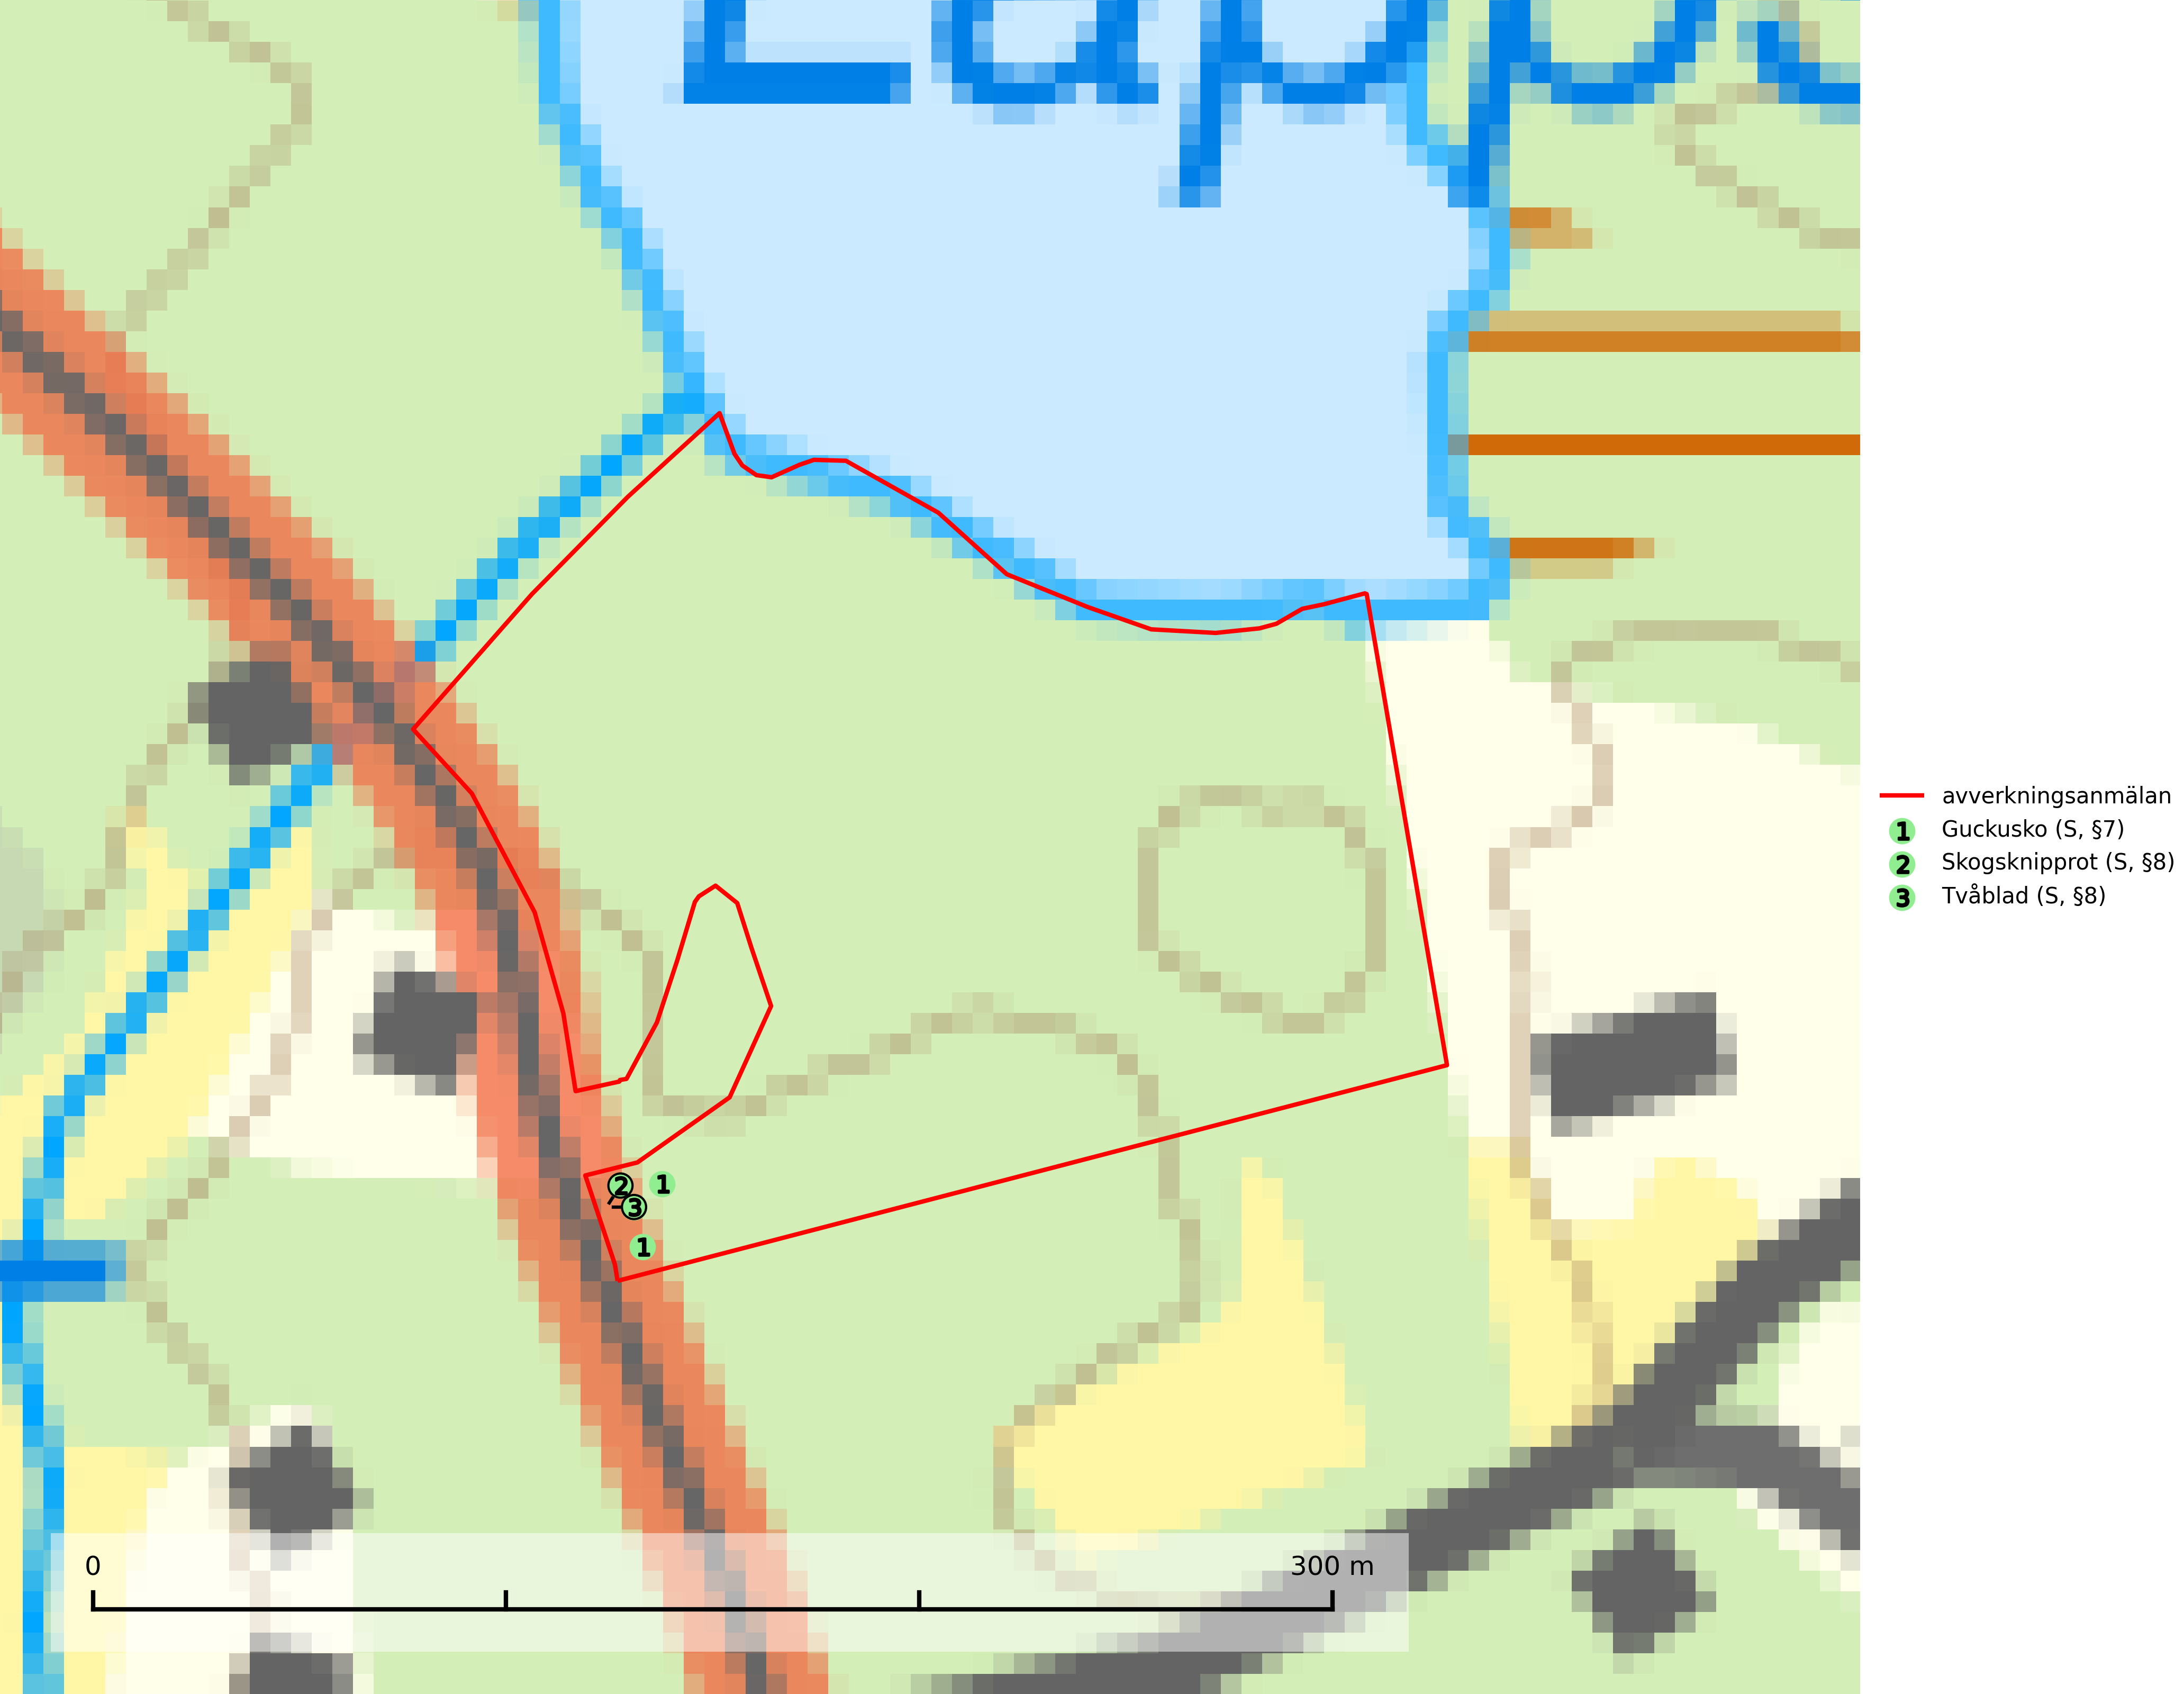 avverkningsanmälan
1 Guckusko (S, §7)
2 Skogsknipprot (S, §8)
3 Tvåblad (S, §8)
2
1
3
1
0
300 m